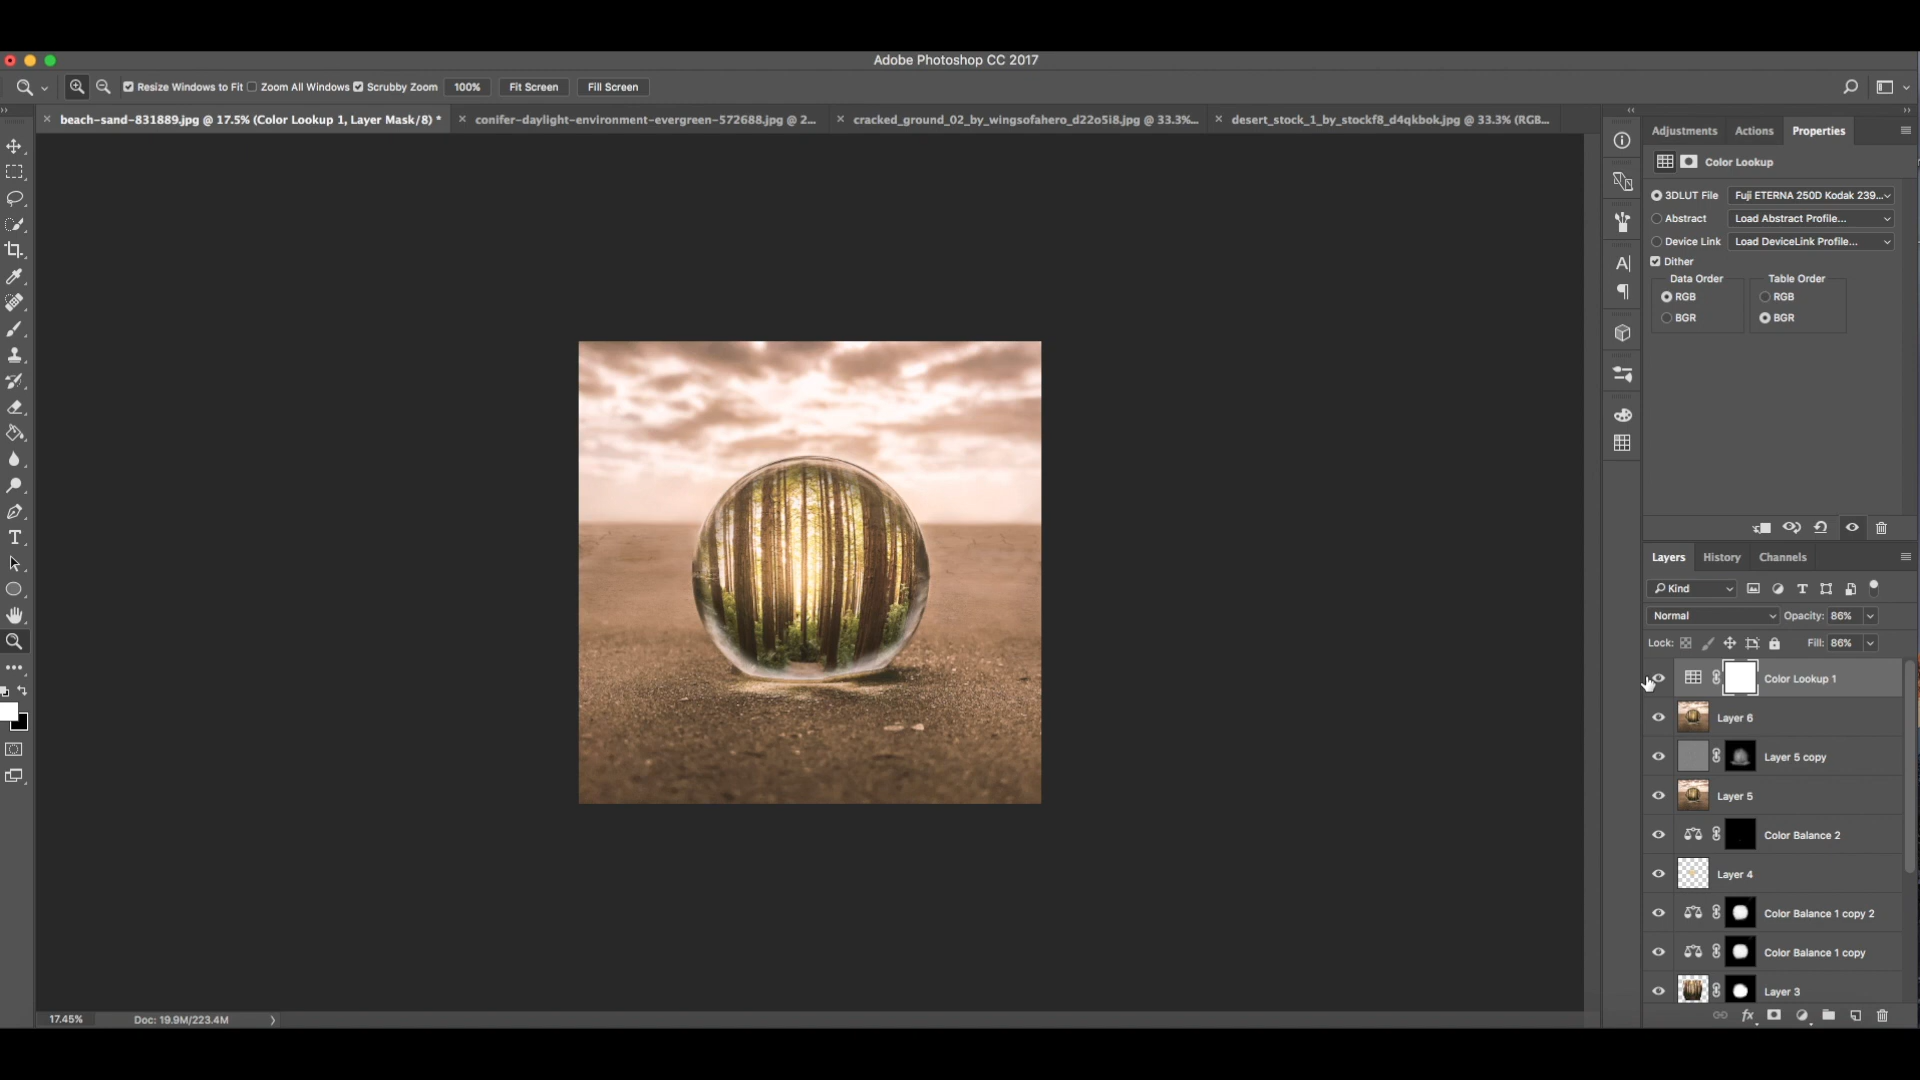 Adobe Photoshop CC 2017
Resize Windows to Fit Zoom All Windows Scrubby Zoom 100% Fit Screen Fill Screen
beach-sand-831889.jpg @ 17.5% (Color Lookup 1, Layer Mask/8) * conifer-daylight-environment-evergreen-572688.jpg @ 2... cracked_ground_02_by_wingsofahero_d22o5i8.jpg @ 33.3%... desert_stock_1_by_stockf8_d4qkbok.jpg @ 33.3% (RGB...
Adjustments Actions Properties
Color Lookup
3DLUT File Fuji ETERNA 250D Kodak 239...
Abstract Load Abstract Profile...
Device Link Load DeviceLink Profile...
Dither
Data Order Table Order
RGB RGB
BGR BGR
Layers History Channels
Kind
Normal Opacity: 86%
Lock: Fill: 86%
Color Lookup 1
Layer 6
Layer 5 copy
Layer 5
Color Balance 2
Layer 4
Color Balance 1 copy 2
Color Balance 1 copy
Layer 3
17.45% Doc: 19.9M/223.4M